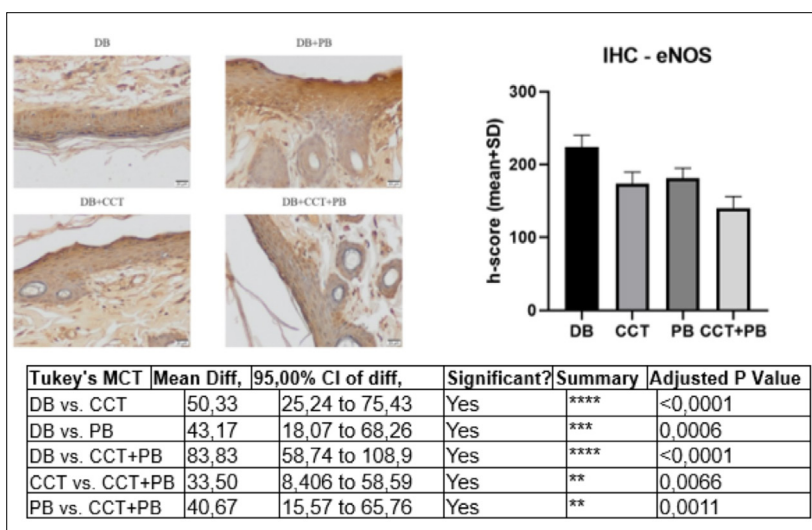 DB
DB+PB
DB+CCT
DB+CCT+PB
IHC - eNOS
h-score (mean+SD)
300
200
100
0
DB CCT PB CCT+PB
Tukey's MCT Mean Diff, 95,00% CI of diff, Significant? Summary Adjusted P Value
DB vs. CCT 50,33 25,24 to 75,43 Yes **** <0,0001
DB vs. PB 43,17 18,07 to 68,26 Yes *** 0,0006
DB vs. CCT+PB 83,83 58,74 to 108,9 Yes **** <0,0001
CCT vs. CCT+PB 33,50 8,406 to 58,59 Yes ** 0,0066
PB vs. CCT+PB 40,67 15,57 to 65,76 Yes ** 0,0011